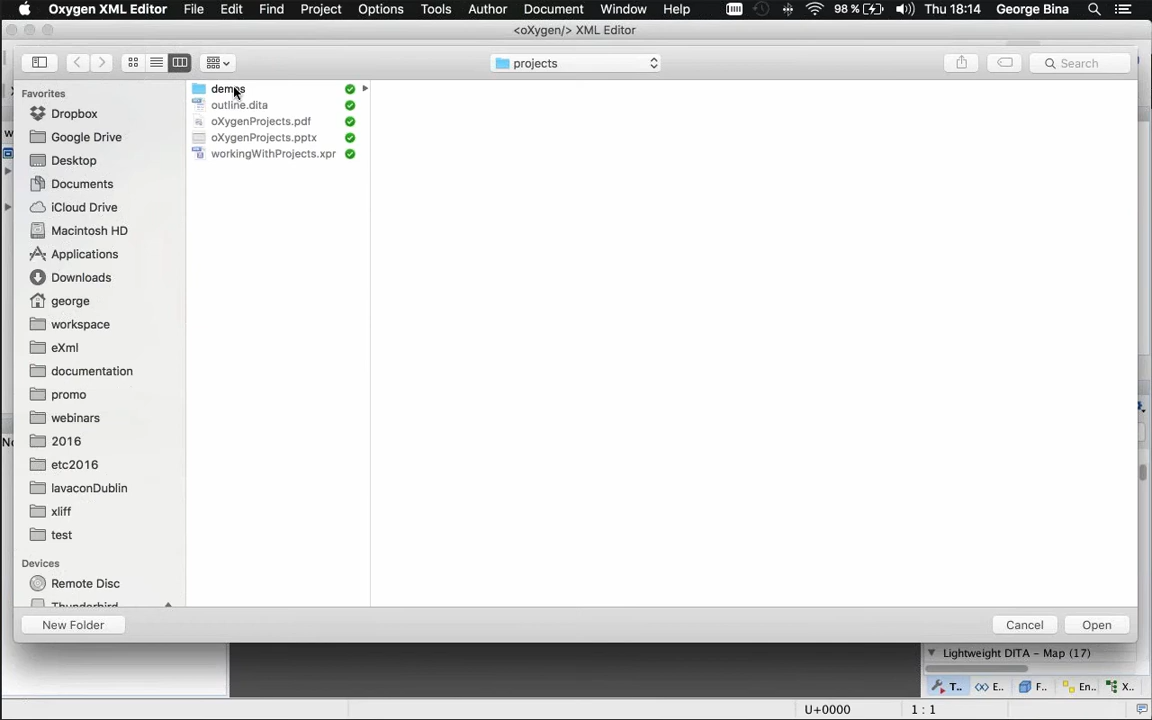 Oxygen XML Editor File Edit Find Project Options Tools Author Document Window Help 98 % Thu 18:14 George Bina
<oXygen/> XML Editor
projects
Search
Favorites
Dropbox
Google Drive
Desktop
Documents
iCloud Drive
Macintosh HD
Applications
Downloads
george
workspace
eXml
documentation
promo
webinars
2016
etc2016
lavaconDublin
xliff
test
Devices
Remote Disc
Thunderbird
demos
outline.dita
oXygenProjects.pdf
oXygenProjects.pptx
workingWithProjects.xpr
New Folder Cancel Open
Lightweight DITA - Map (17)
T.. E.. F.. En.. X..
U+0000 1 : 1